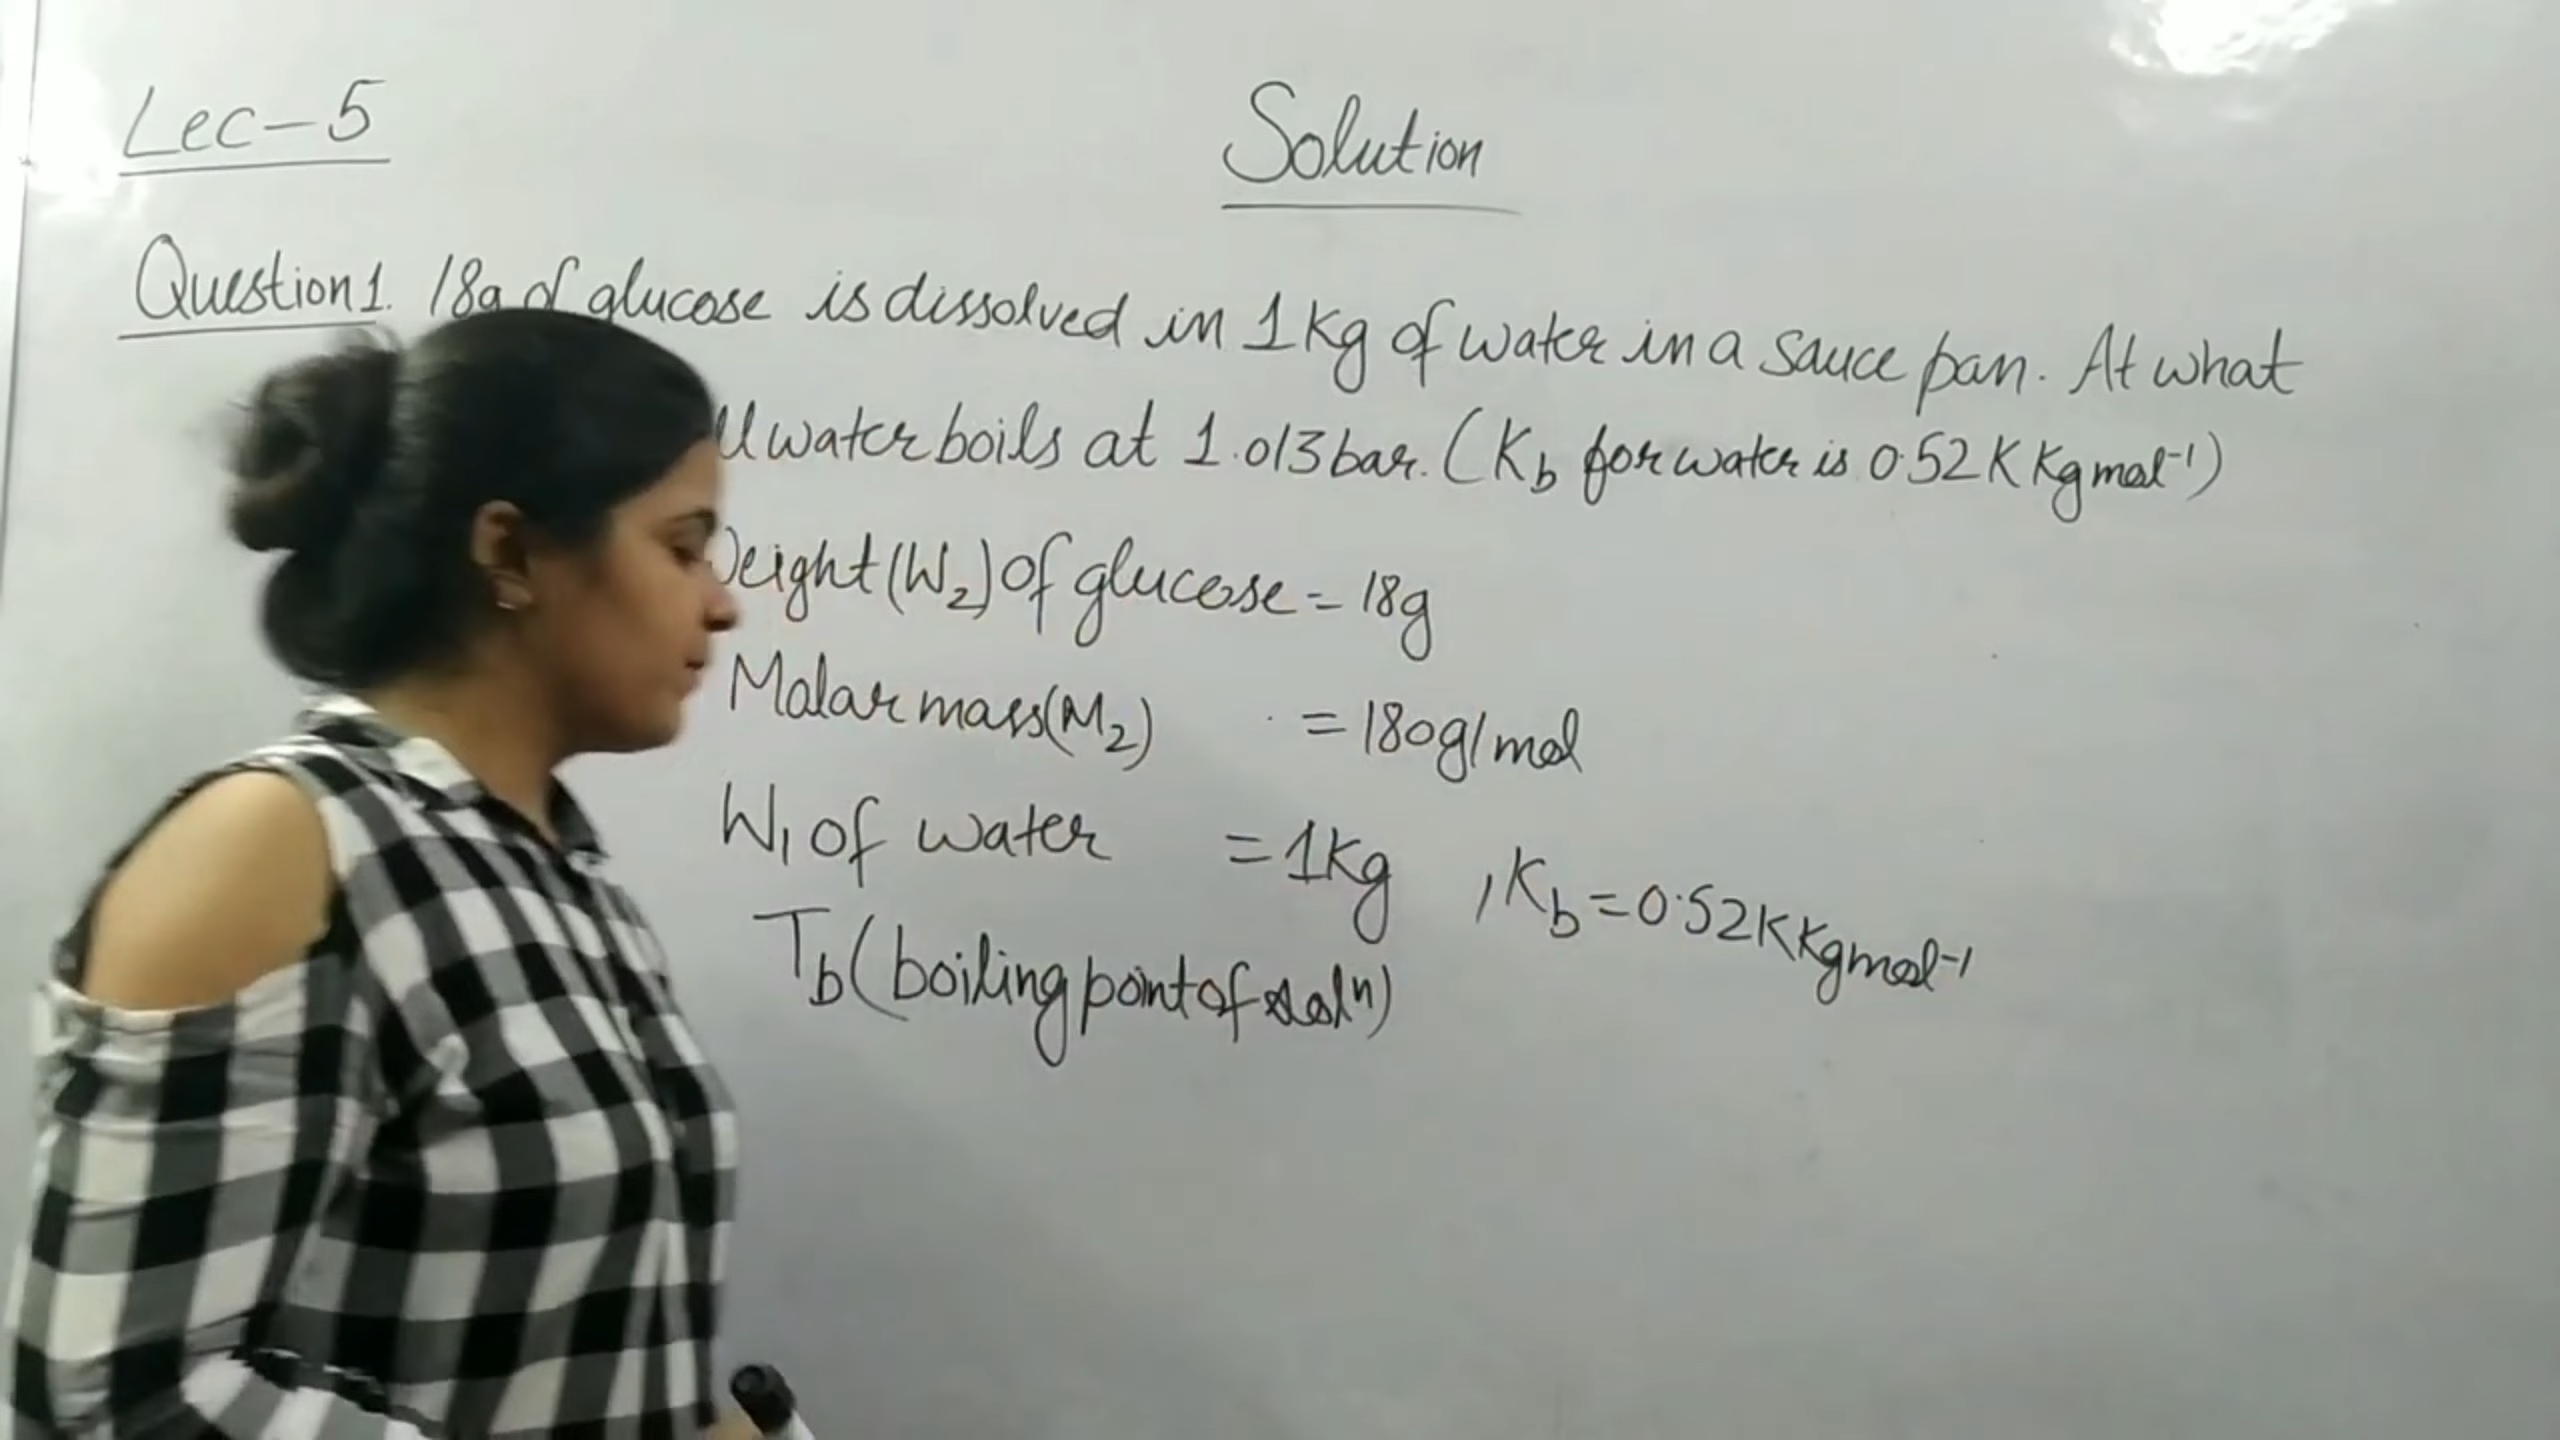 Lec-5
Solution
Question 1. 18g of glucose is dissolved in 1 Kg of water in a sauce pan. At what
water boils at 1.013 bar. (Kb for water is 0.52 K Kg mol⁻¹)
(W₂) of glucose = 18g
Molar mass (M₂) = 180g/mol
W₁ of water = 1Kg , Kb = 0.52 K Kg mol⁻¹
Tb (boiling point of solⁿ)